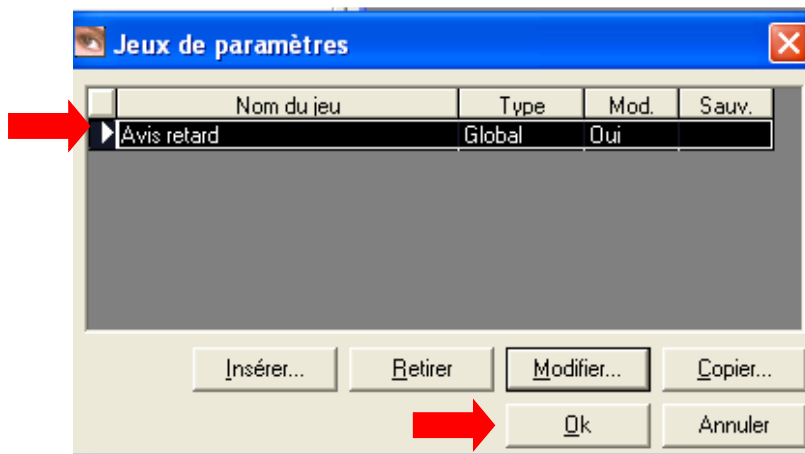 Jeux de paramètres
Nom du jeu Type Mod. Sauv.
Avis retard Global Oui
Insérer... Retirer Modifier... Copier...
Ok Annuler